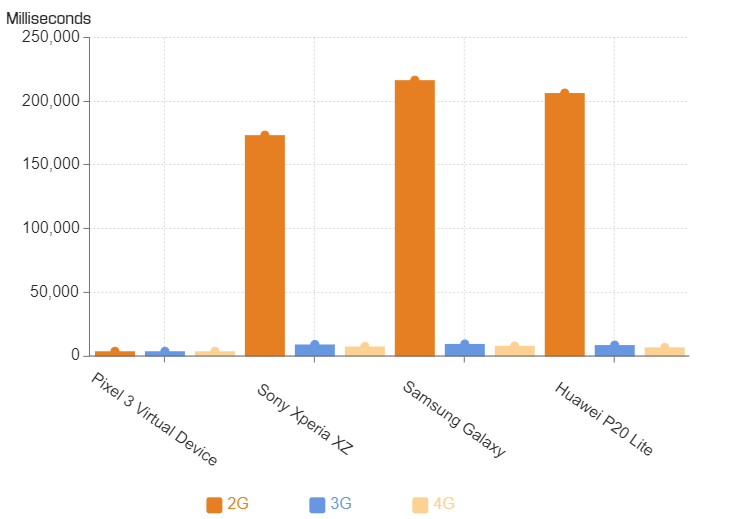 Milliseconds
250,000
200,000
150,000
100,000
50,000
0
Pixel 3 Virtual Device
Sony Xperia XZ
Samsung Galaxy
Huawei P20 Lite
2G 3G 4G